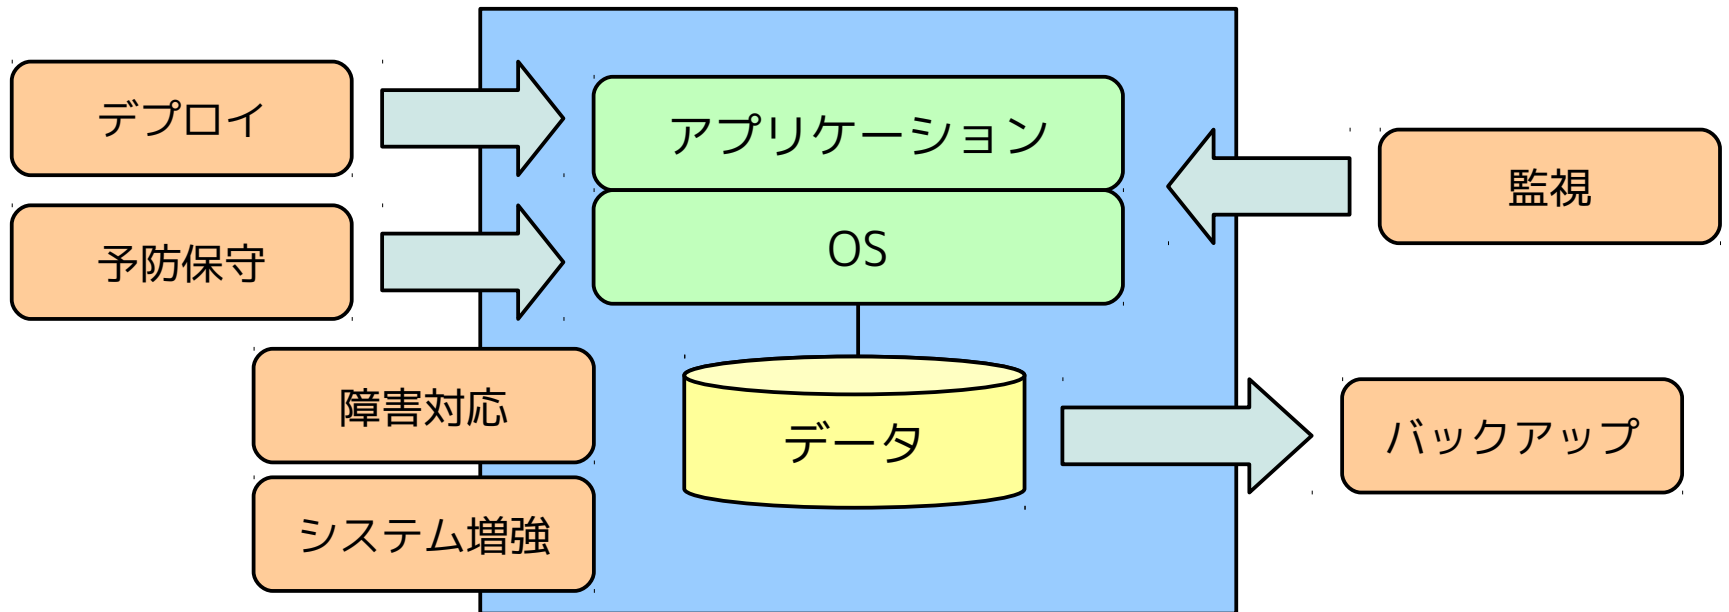 デプロイ
アプリケーション
監視
予防保守
OS
障害対応
データ
バックアップ
システム増強